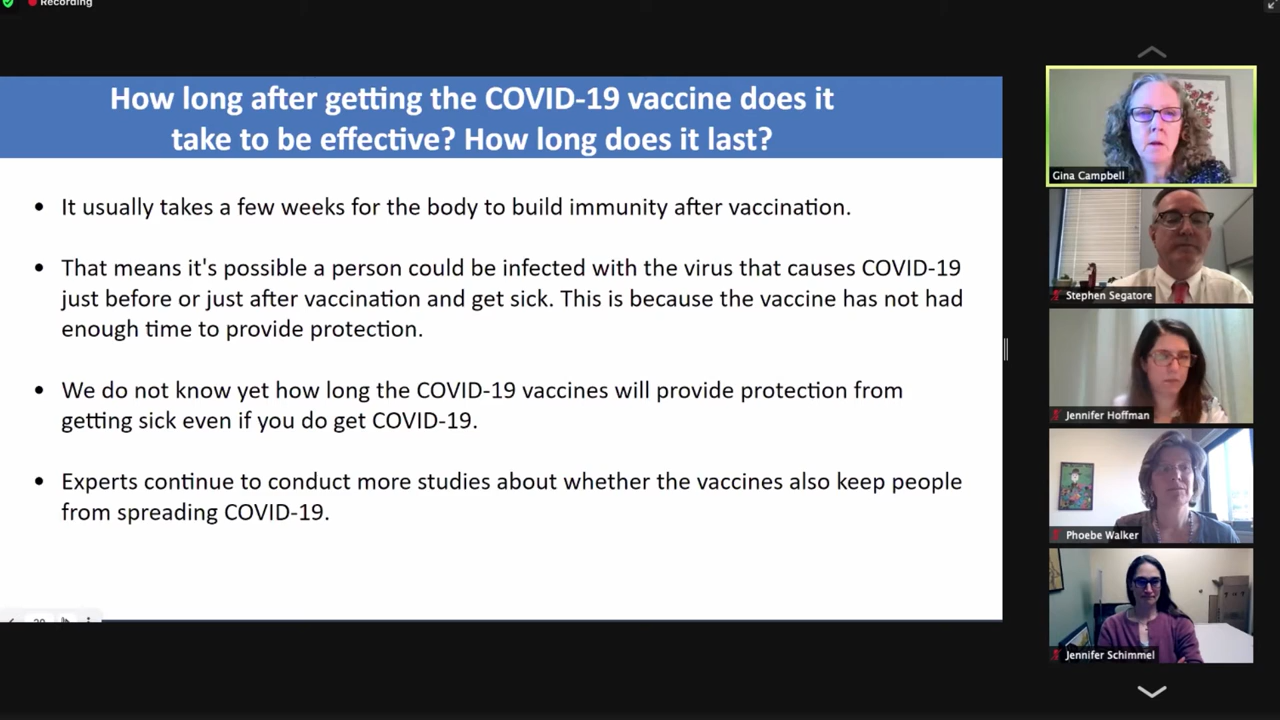 Recording
How long after getting the COVID-19 vaccine does it
take to be effective? How long does it last?
• It usually takes a few weeks for the body to build immunity after vaccination.
• That means it's possible a person could be infected with the virus that causes COVID-19
just before or just after vaccination and get sick. This is because the vaccine has not had
enough time to provide protection.
• We do not know yet how long the COVID-19 vaccines will provide protection from
getting sick even if you do get COVID-19.
• Experts continue to conduct more studies about whether the vaccines also keep people
from spreading COVID-19.
Gina Campbell
Stephen Segatore
Jennifer Hoffman
Phoebe Walker
Jennifer Schimmel